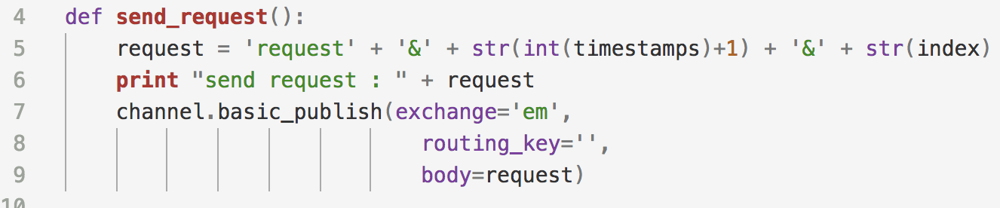 4 def send_request():
5 request = 'request' + '&' + str(int(timestamps)+1) + '&' + str(index)
6 print "send request : " + request
7 channel.basic_publish(exchange='em',
8 routing_key='',
9 body=request)
10